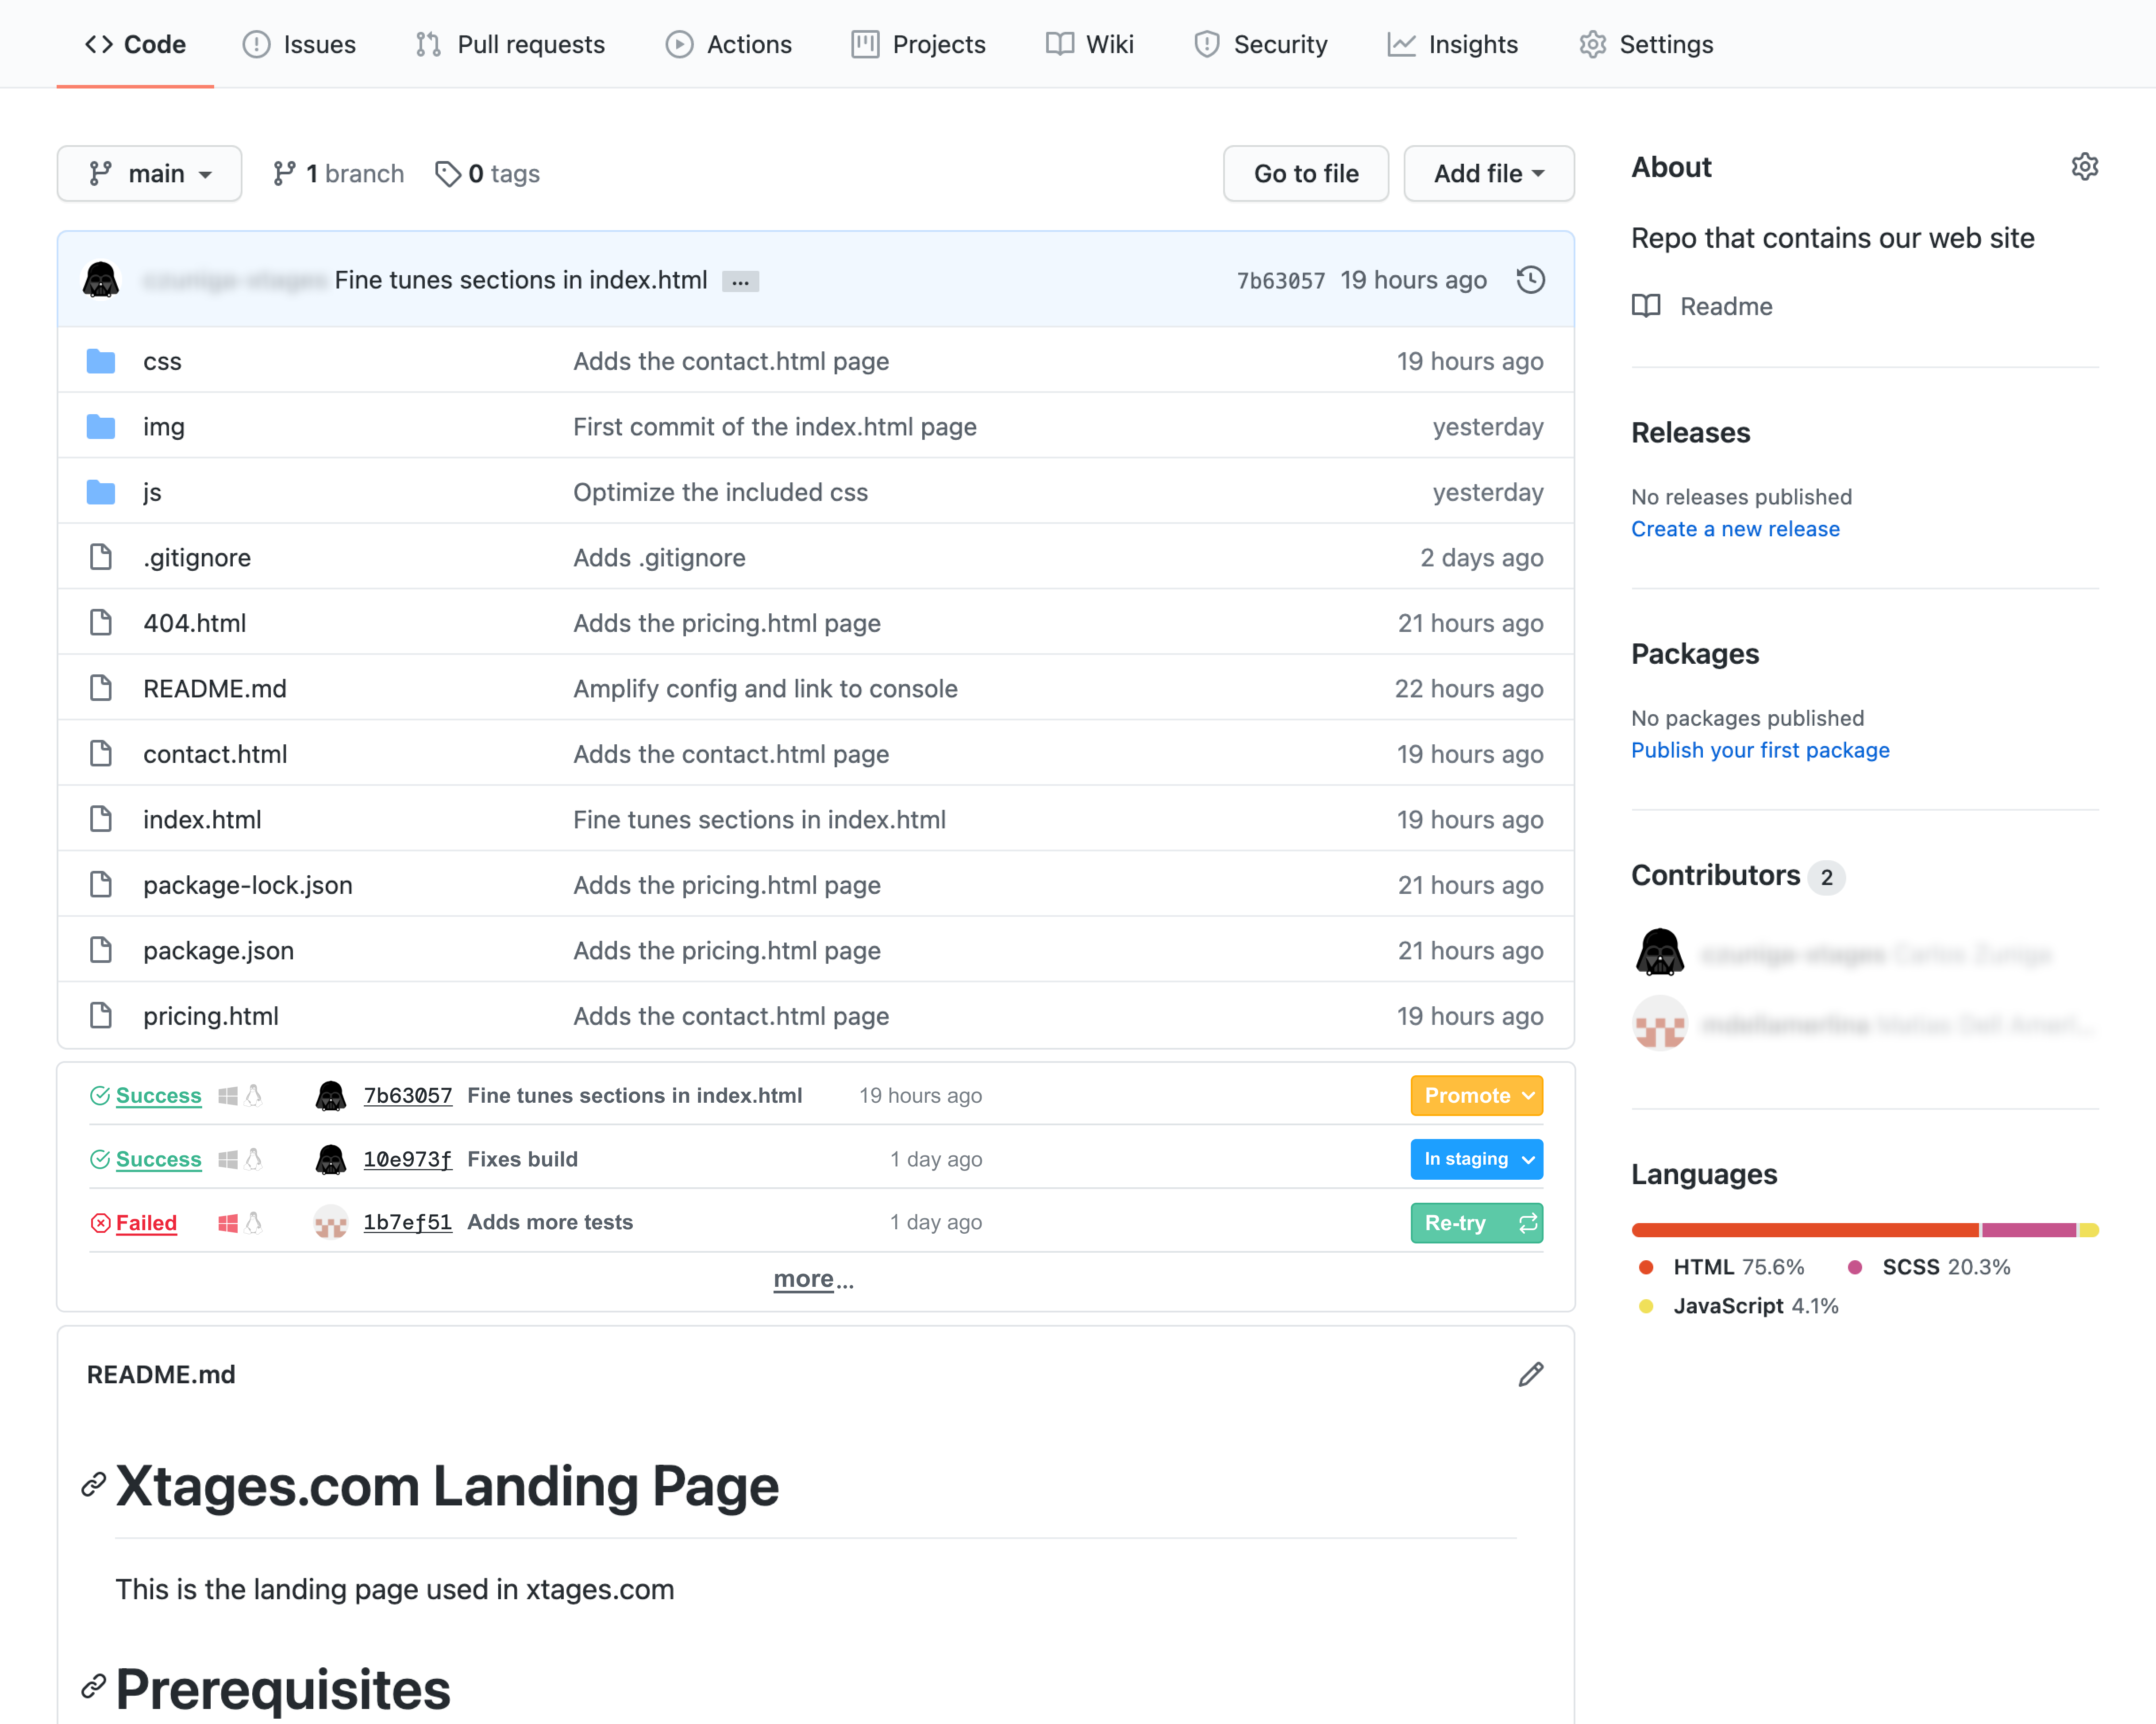 Code Issues Pull requests Actions Projects Wiki Security Insights Settings
main 1 branch 0 tags Go to file Add file
Fine tunes sections in index.html ... 7b63057 19 hours ago
css Adds the contact.html page 19 hours ago
img First commit of the index.html page yesterday
js Optimize the included css yesterday
.gitignore Adds .gitignore 2 days ago
404.html Adds the pricing.html page 21 hours ago
README.md Amplify config and link to console 22 hours ago
contact.html Adds the contact.html page 19 hours ago
index.html Fine tunes sections in index.html 19 hours ago
package-lock.json Adds the pricing.html page 21 hours ago
package.json Adds the pricing.html page 21 hours ago
pricing.html Adds the contact.html page 19 hours ago
Success 7b63057 Fine tunes sections in index.html 19 hours ago Promote
Success 10e973f Fixes build 1 day ago In staging
Failed 1b7ef51 Adds more tests 1 day ago Re-try
more...
README.md
Xtages.com Landing Page
This is the landing page used in xtages.com
Prerequisites
About
Repo that contains our web site
Readme
Releases
No releases published
Create a new release
Packages
No packages published
Publish your first package
Contributors 2
Languages
HTML 75.6% SCSS 20.3%
JavaScript 4.1%